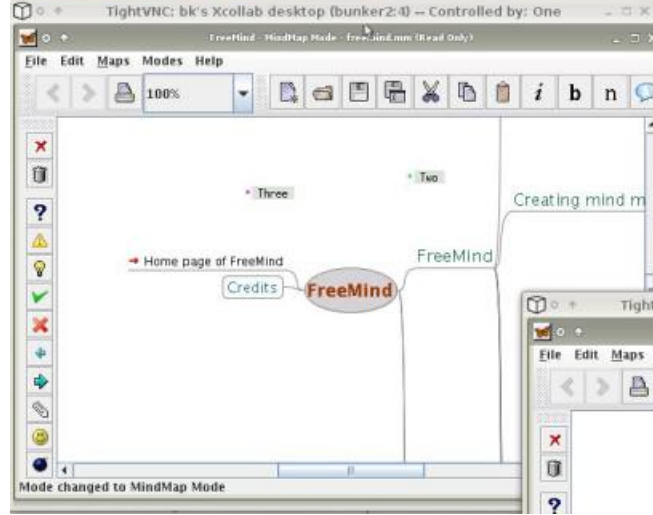 TightVNC: bk's Xcollab desktop (bunker2:4) -- Controlled by: One
FreeMind - MindMap Mode - freemind.mm (Read Only)
File Edit Maps Modes Help
100%
i b n
Two
Three
Creating mind m
Home page of FreeMind
FreeMind
Credits
FreeMind
Mode changed to MindMap Mode
Tight
File Edit Maps